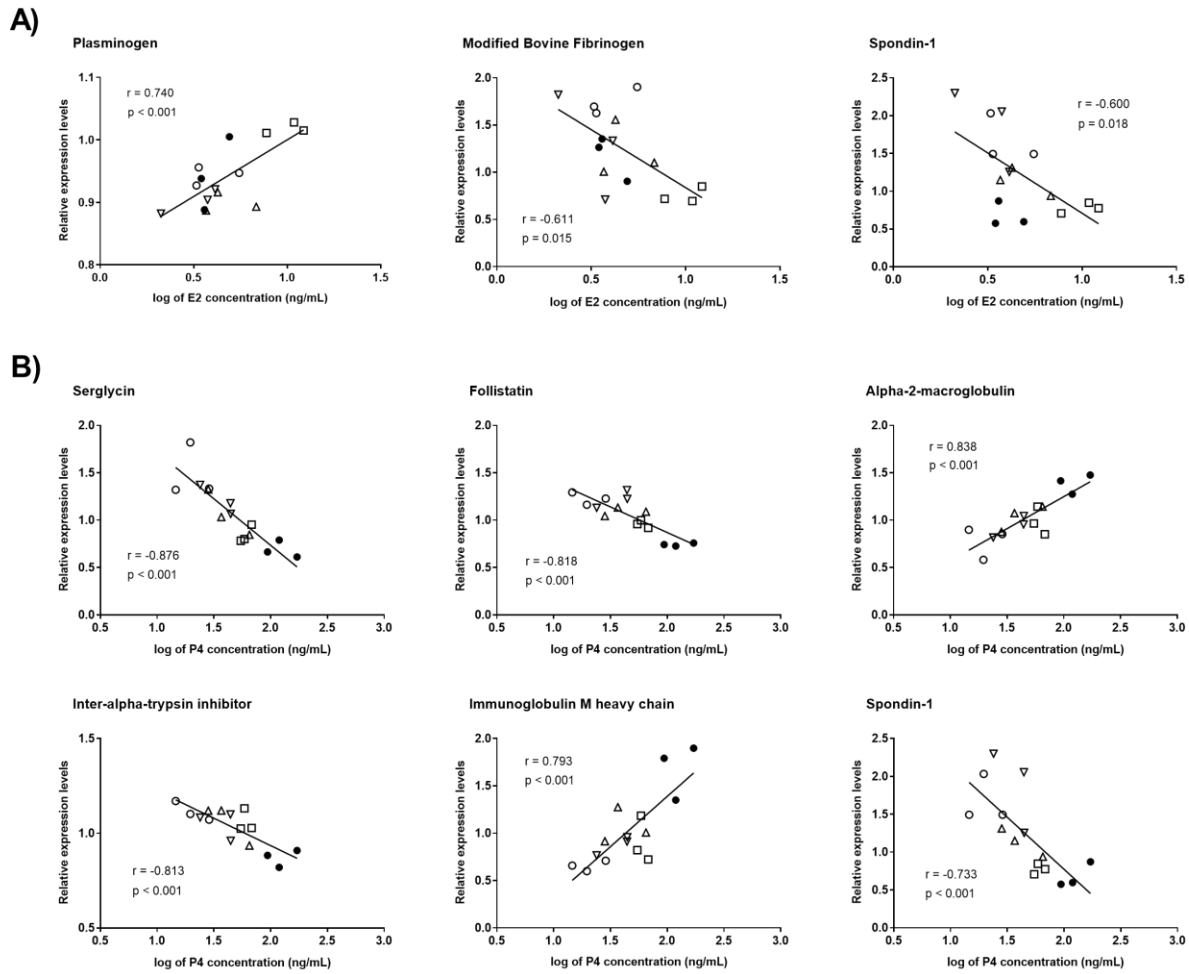 A)
Plasminogen
Relative expression levels
1.1
1.0
0.9
0.8
r = 0.740
p < 0.001
0.0 0.5 1.0 1.5
log of E2 concentration (ng/mL)
Modified Bovine Fibrinogen
Relative expression levels
2.0
1.5
1.0
0.5
0.0
r = -0.611
p = 0.015
0.0 0.5 1.0 1.5
log of E2 concentration (ng/mL)
Spondin-1
Relative expression levels
2.5
2.0
1.5
1.0
0.5
0.0
r = -0.600
p = 0.018
0.0 0.5 1.0 1.5
log of E2 concentration (ng/mL)
B)
Serglycin
Relative expression levels
2.0
1.5
1.0
0.5
0.0
r = -0.876
p < 0.001
0.5 1.0 1.5 2.0 2.5 3.0
log of P4 concentration (ng/mL)
Follistatin
Relative expression levels
2.0
1.5
1.0
0.5
0.0
r = -0.818
p < 0.001
0.5 1.0 1.5 2.0 2.5 3.0
log of P4 concentration (ng/mL)
Alpha-2-macroglobulin
Relative expression levels
2.0
1.5
1.0
0.5
0.0
r = 0.838
p < 0.001
0.5 1.0 1.5 2.0 2.5 3.0
log of P4 concentration (ng/mL)
Inter-alpha-trypsin inhibitor
Relative expression levels
1.5
1.0
0.5
r = -0.813
p < 0.001
0.5 1.0 1.5 2.0 2.5 3.0
log of P4 concentration (ng/mL)
Immunoglobulin M heavy chain
Relative expression levels
2.0
1.5
1.0
0.5
0.0
r = 0.793
p < 0.001
0.5 1.0 1.5 2.0 2.5 3.0
log of P4 concentration (ng/mL)
Spondin-1
Relative expression levels
2.5
2.0
1.5
1.0
0.5
0.0
r = -0.733
p < 0.001
0.5 1.0 1.5 2.0 2.5 3.0
log of P4 concentration (ng/mL)